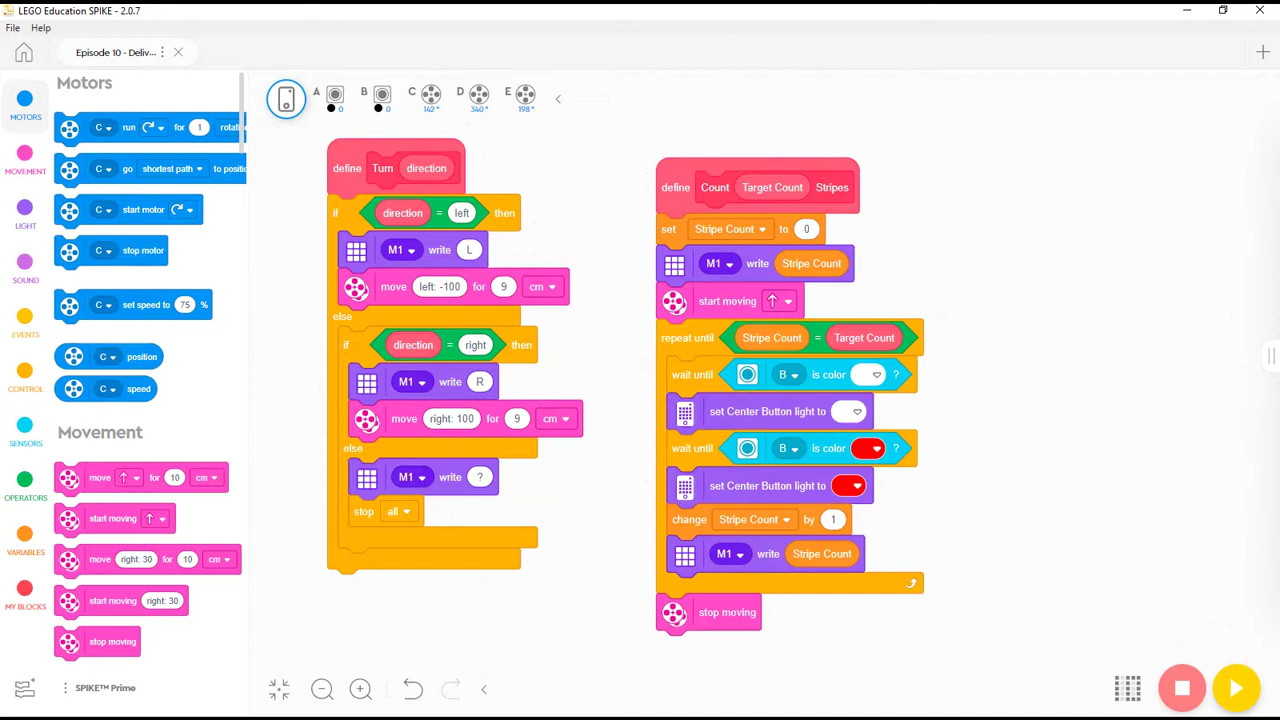 LEGO Education SPIKE - 2.0.7
File Help
Episode 10 - Deliv...
A 0 B 0 C 142° D 340° E 198°
MOTORS
MOVEMENT
LIGHT
SOUND
EVENTS
CONTROL
SENSORS
OPERATORS
VARIABLES
MY BLOCKS
Motors
C run for 1 rotati
C go shortest path to positio
C start motor
C stop motor
C set speed to 75 %
C position
C speed
Movement
move for 10 cm
start moving
move right: 30 for 10 cm
start moving right: 30
stop moving
define Turn direction
if direction = left then
M1 write L
move left: -100 for 9 cm
else
if direction = right then
M1 write R
move right: 100 for 9 cm
else
M1 write ?
stop all
define Count Target Count Stripes
set Stripe Count to 0
M1 write Stripe Count
start moving
repeat until Stripe Count = Target Count
wait until B is color ?
set Center Button light to
wait until B is color ?
set Center Button light to
change Stripe Count by 1
M1 write Stripe Count
stop moving
SPIKE™ Prime